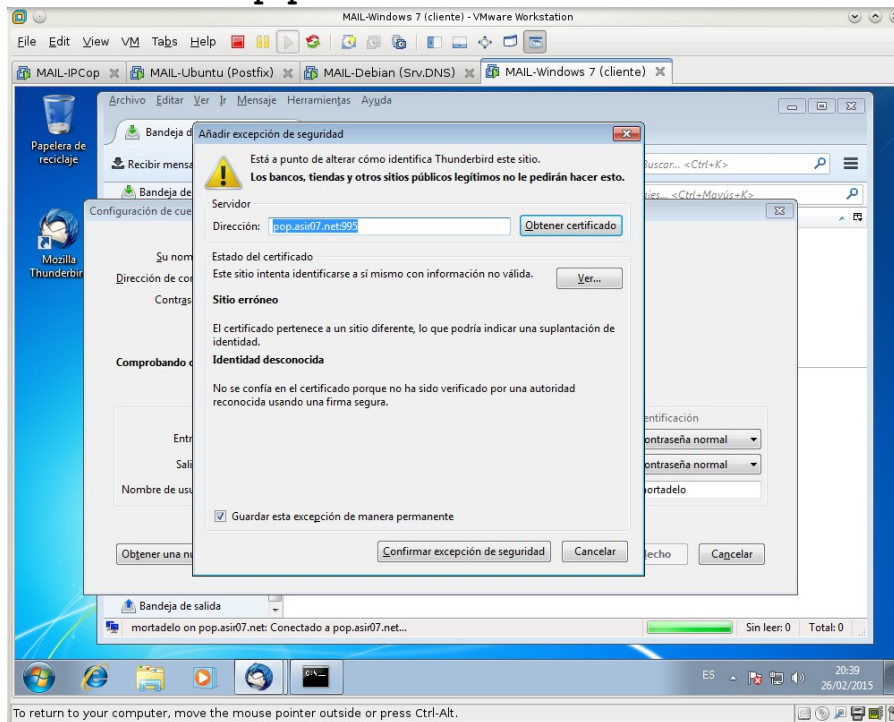 MAIL-Windows 7 (cliente) - VMware Workstation
File Edit View VM Tabs Help
MAIL-IPCop MAIL-Ubuntu (Postfix) MAIL-Debian (Srv.DNS) MAIL-Windows 7 (cliente)
Archivo Editar Ver Ir Mensaje Herramientas Ayuda
Papelera de reciclaje
Bandeja d
Recibir mensa
Buscar... <Ctrl+K>
Bandeja de
<Ctrl+Mayús+K>
Configuración de cue
Mozilla
Thunderbir
Su nom
Dirección de cor
Contras
Comprobando
Entr
Sali
Nombre de usu
Obtener una nu
Añadir excepción de seguridad
Está a punto de alterar cómo identifica Thunderbird este sitio.
Los bancos, tiendas y otros sitios públicos legítimos no le pedirán hacer esto.
Servidor
Dirección: pop.asir07.net:995 Obtener certificado
Estado del certificado
Este sitio intenta identificarse a sí mismo con información no válida. Ver...
Sitio erróneo
El certificado pertenece a un sitio diferente, lo que podría indicar una suplantación de
identidad.
Identidad desconocida
No se confía en el certificado porque no ha sido verificado por una autoridad
reconocida usando una firma segura.
Guardar esta excepción de manera permanente
Confirmar excepción de seguridad Cancelar
entificación
ontraseña normal
ontraseña normal
ortadelo
echo Cancelar
Bandeja de salida
mortadelo on pop.asir07.net: Conectado a pop.asir07.net... Sin leer: 0 Total: 0
ES 20:39
26/02/2015
To return to your computer, move the mouse pointer outside or press Ctrl-Alt.